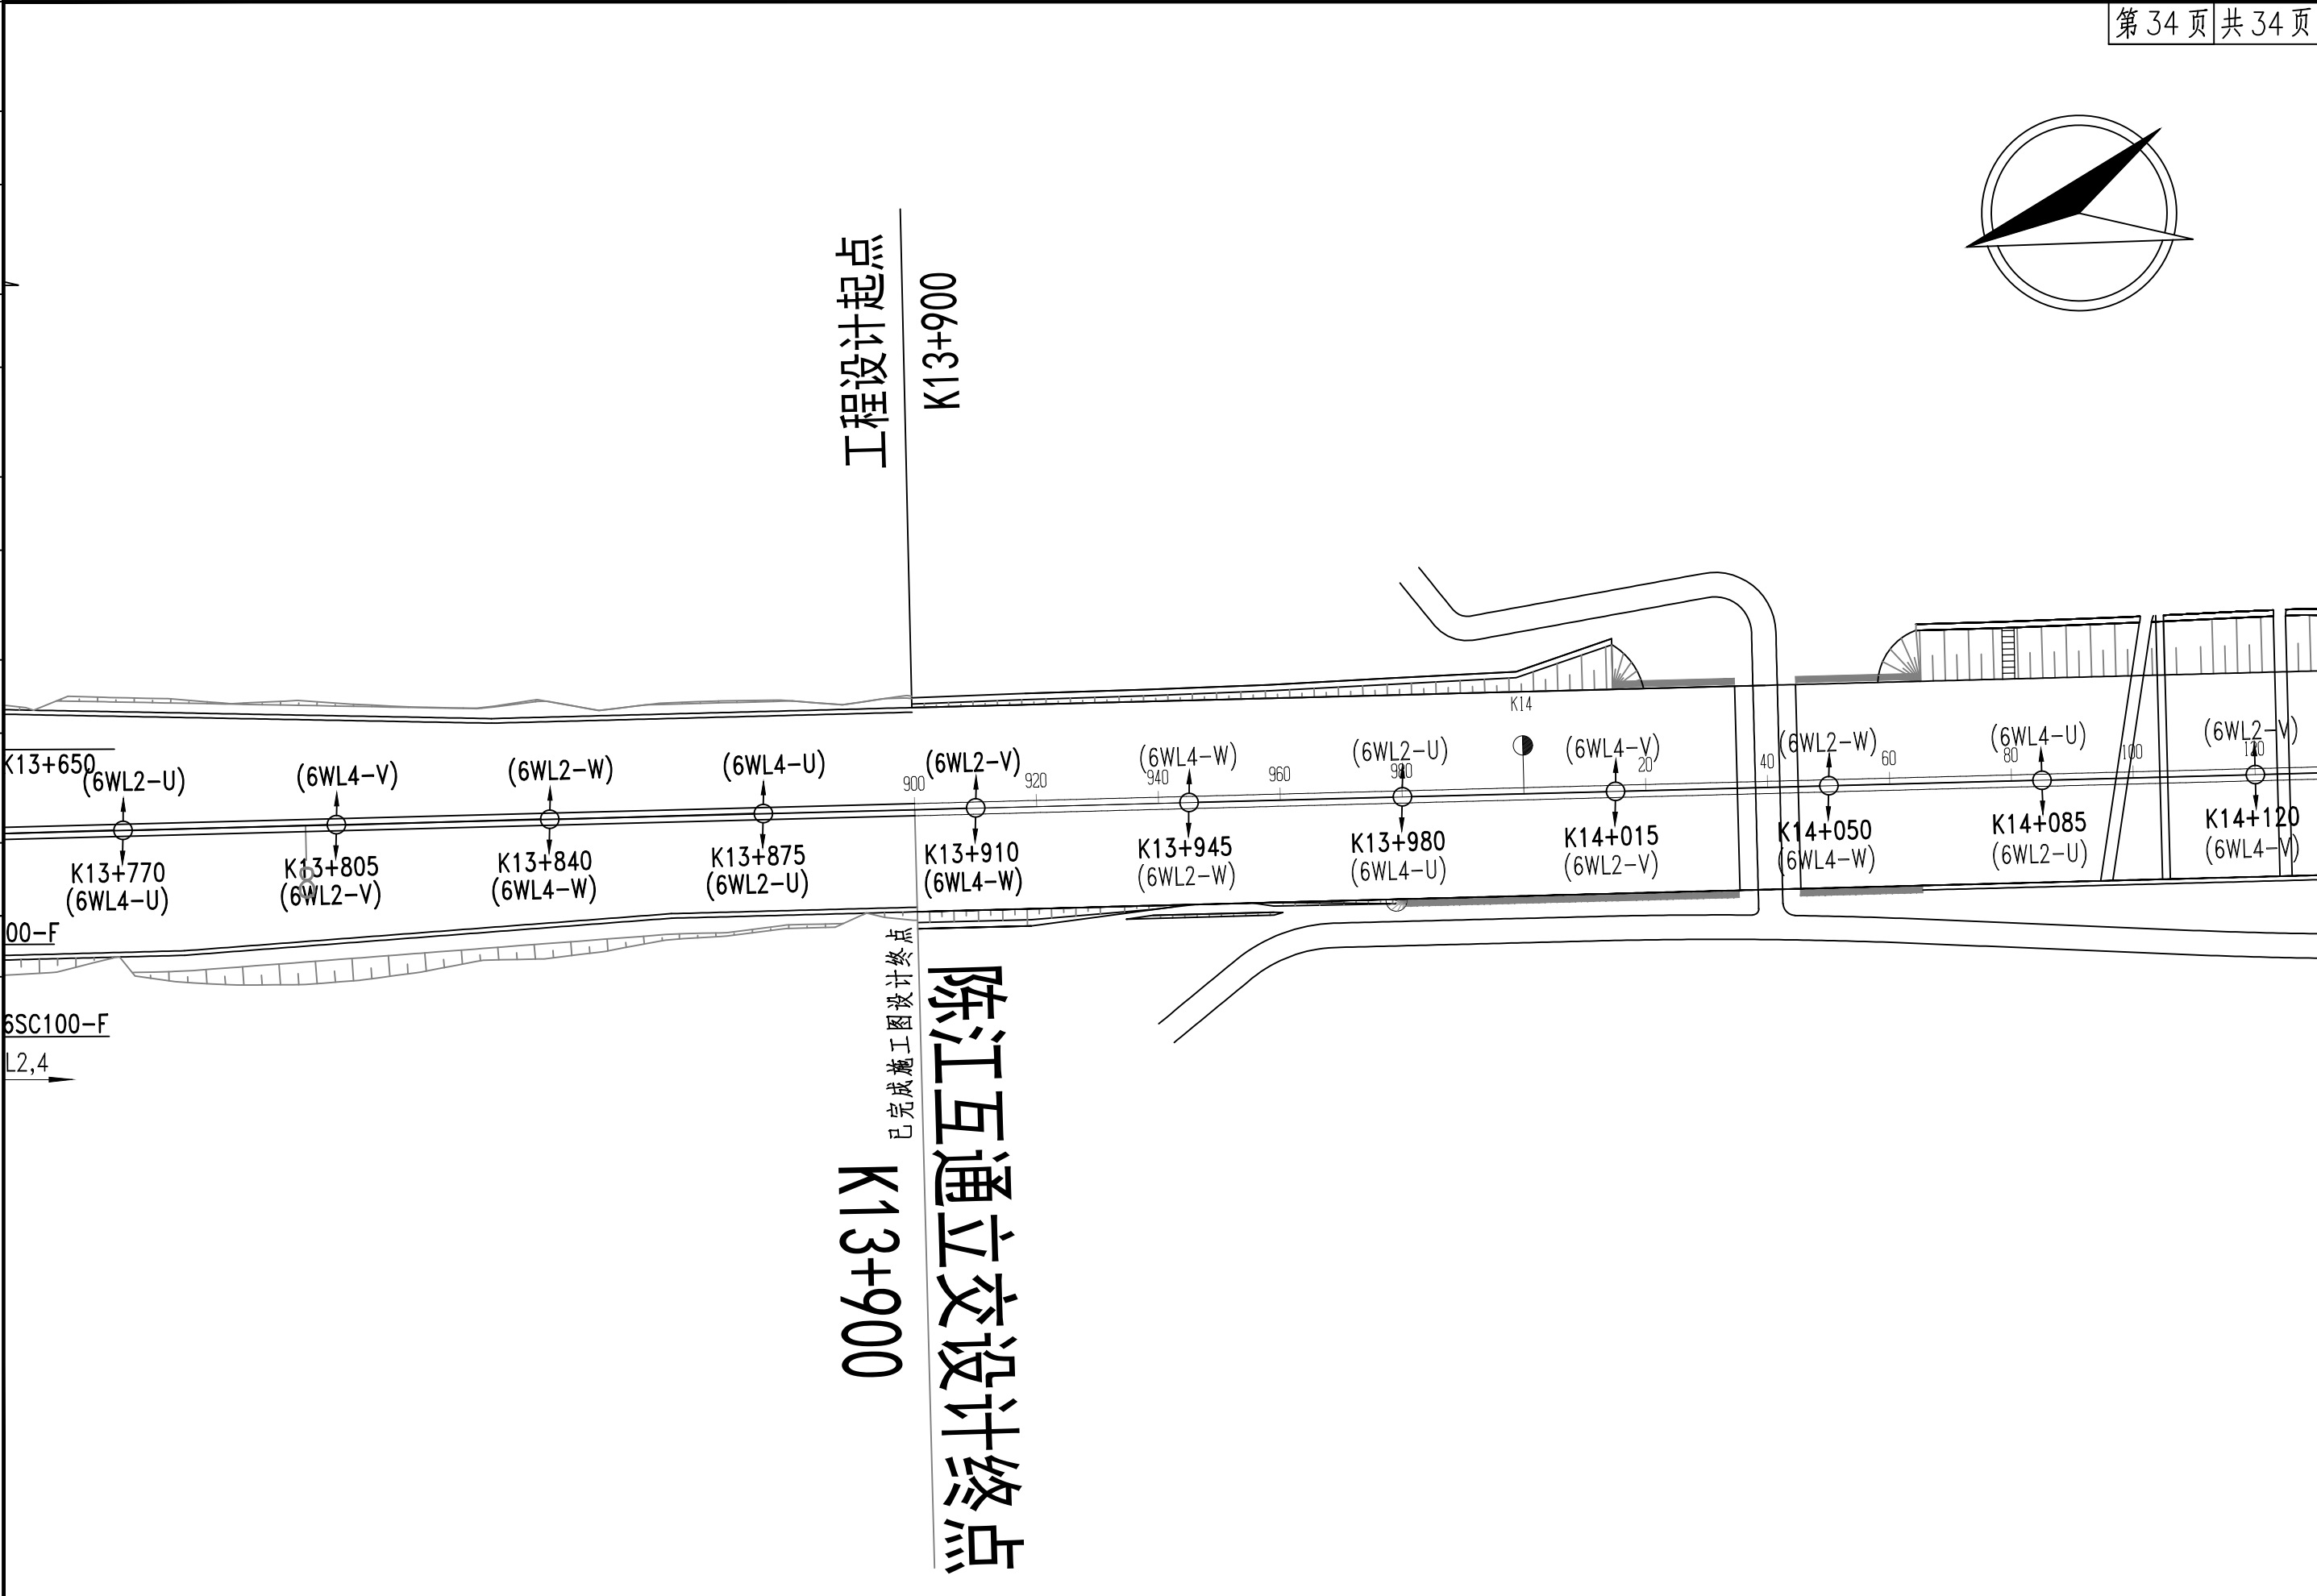 第 34 页 共 34 页
工程设计起点
K13+900
K14
K13+650
(6WL2-U)
(6WL4-V)
(6WL2-W)
(6WL4-U)
(6WL2-V)
(6WL4-W)
(6WL2-U)
(6WL4-V)
(6WL2-W)
(6WL4-U)
(6WL2-V)
900
920
940
960
980
20
40
60
80
100
120
K13+770
(6WL4-U)
K13+805
(6WL2-V)
8
K13+840
(6WL4-W)
K13+875
(6WL2-U)
K13+910
(6WL4-W)
K13+945
(6WL2-W)
K13+980
(6WL4-U)
K14+015
(6WL2-V)
K14+050
(6WL4-W)
K14+085
(6WL2-U)
K14+120
(6WL4-V)
00-F
6SC100-F
L2,4
已完成施工图设计终点
陈江互通立交设计终点
K13+900